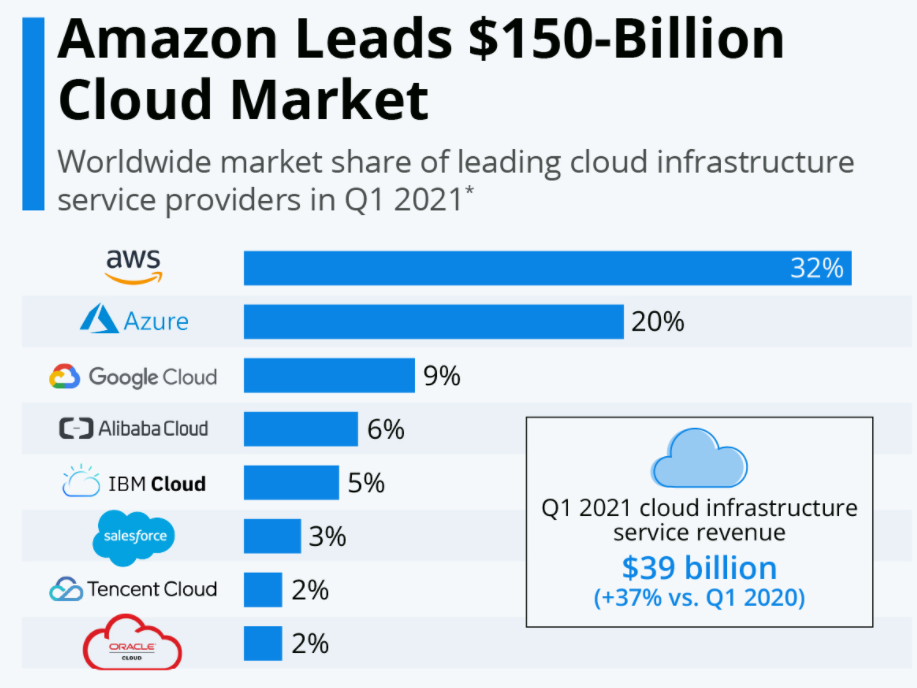 Amazon Leads $150-Billion
Cloud Market
Worldwide market share of leading cloud infrastructure
service providers in Q1 2021*
aws
32%
Azure
20%
Google Cloud
9%
Alibaba Cloud
6%
IBM Cloud
5%
salesforce
3%
Tencent Cloud
2%
ORACLE
CLOUD
2%
Q1 2021 cloud infrastructure
service revenue
$39 billion
(+37% vs. Q1 2020)